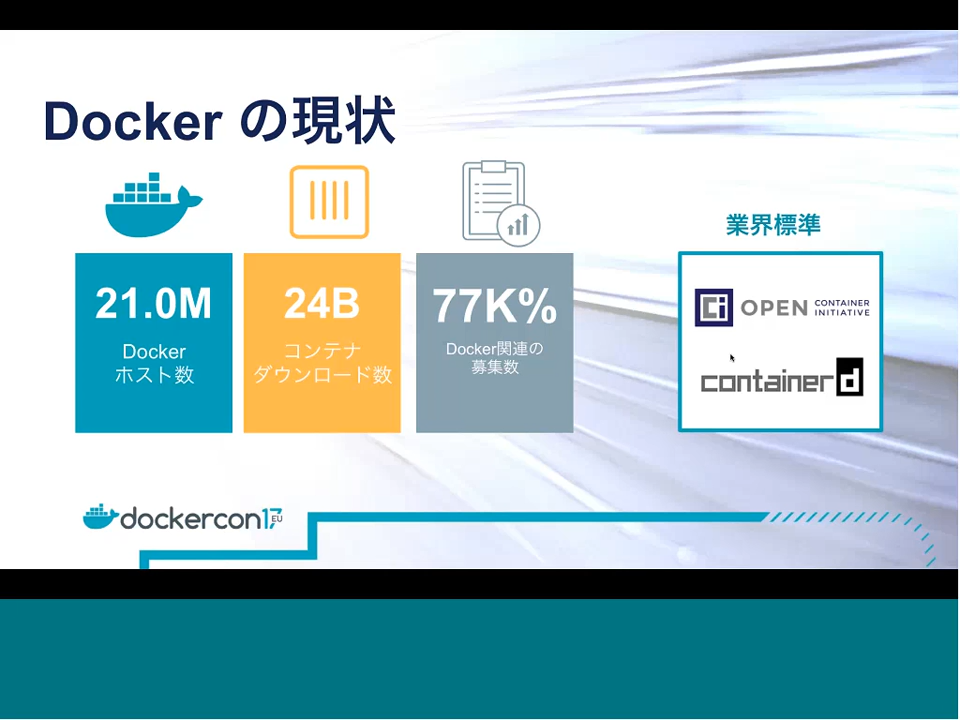 Docker の現状
21.0M
Docker
ホスト数
24B
コンテナ
ダウンロード数
77K%
Docker関連の
募集数
業界標準
Ci OPEN CONTAINER
INITIATIVE
containerd
dockercon17
EU